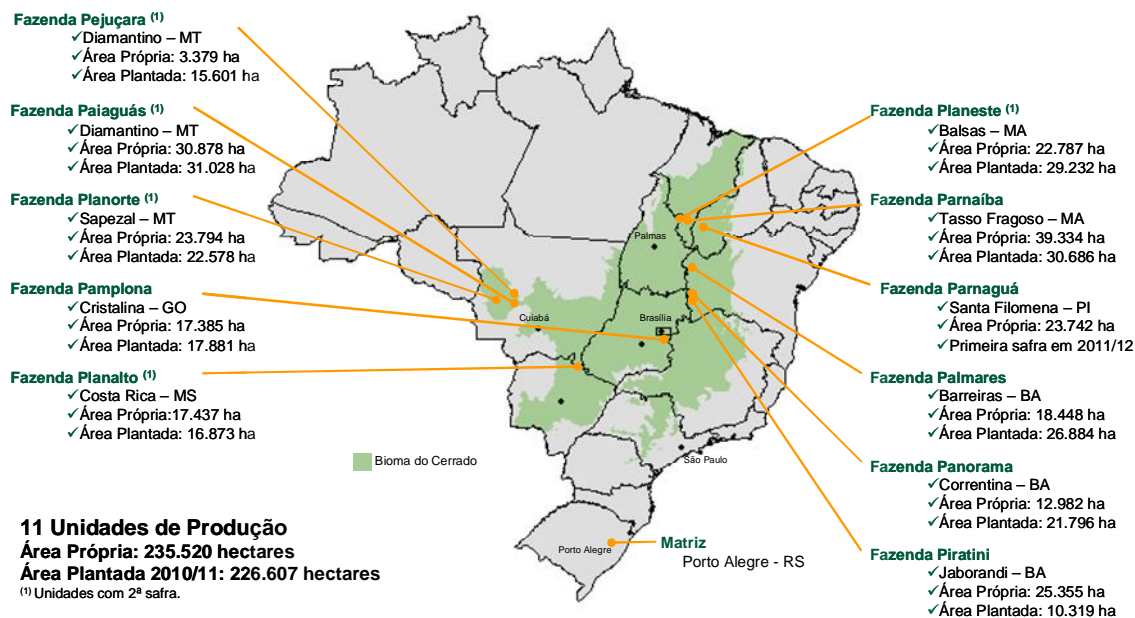 Fazenda Pejuçara (1)
✓Diamantino – MT
✓Área Própria: 3.379 ha
✓Área Plantada: 15.601 ha
Fazenda Paiaguás (1)
✓Diamantino – MT
✓Área Própria: 30.878 ha
✓Área Plantada: 31.028 ha
Fazenda Planorte (1)
✓Sapezal – MT
✓Área Própria: 23.794 ha
✓Área Plantada: 22.578 ha
Fazenda Pamplona
✓Cristalina – GO
✓Área Própria: 17.385 ha
✓Área Plantada: 17.881 ha
Fazenda Planalto (1)
✓Costa Rica – MS
✓Área Própria:17.437 ha
✓Área Plantada: 16.873 ha
Palmas
Cuiabá
Brasília
São Paulo
Porto Alegre
Bioma do Cerrado
Fazenda Planeste (1)
✓Balsas – MA
✓Área Própria: 22.787 ha
✓Área Plantada: 29.232 ha
Fazenda Parnaíba
✓Tasso Fragoso – MA
✓Área Própria: 39.334 ha
✓Área Plantada: 30.686 ha
Fazenda Parnaguá
✓Santa Filomena – PI
✓Área Própria: 23.742 ha
✓Primeira safra em 2011/12
Fazenda Palmares
✓Barreiras – BA
✓Área Própria: 18.448 ha
✓Área Plantada: 26.884 ha
Fazenda Panorama
✓Correntina – BA
✓Área Própria: 12.982 ha
✓Área Plantada: 21.796 ha
Fazenda Piratini
✓Jaborandi – BA
✓Área Própria: 25.355 ha
✓Área Plantada: 10.319 ha
Matriz
Porto Alegre - RS
11 Unidades de Produção
Área Própria: 235.520 hectares
Área Plantada 2010/11: 226.607 hectares
(1) Unidades com 2ª safra.